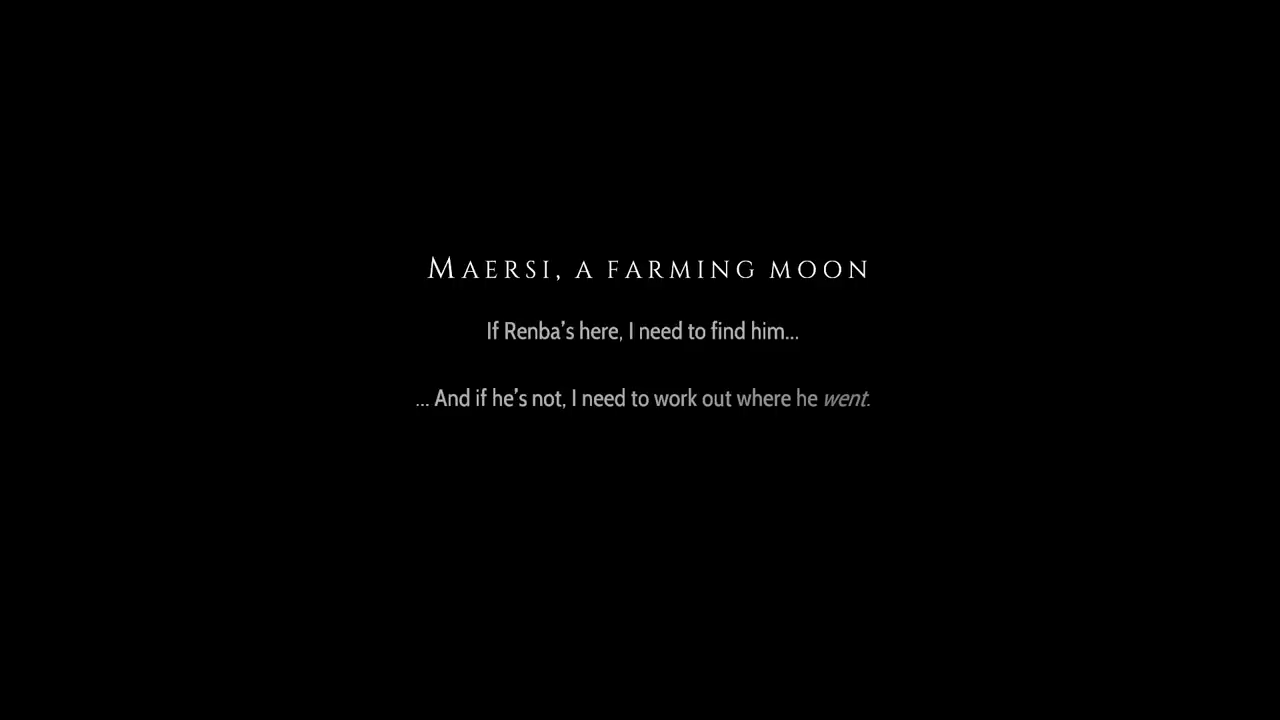 Maersi, a farming moon
If Renba's here, I need to find him...
... And if he's not, I need to work out where he went.